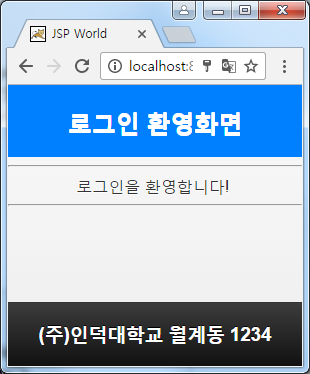 JSP World
localhost:8
로그인 환영화면
로그인을 환영합니다!
(주)인덕대학교 월계동 1234